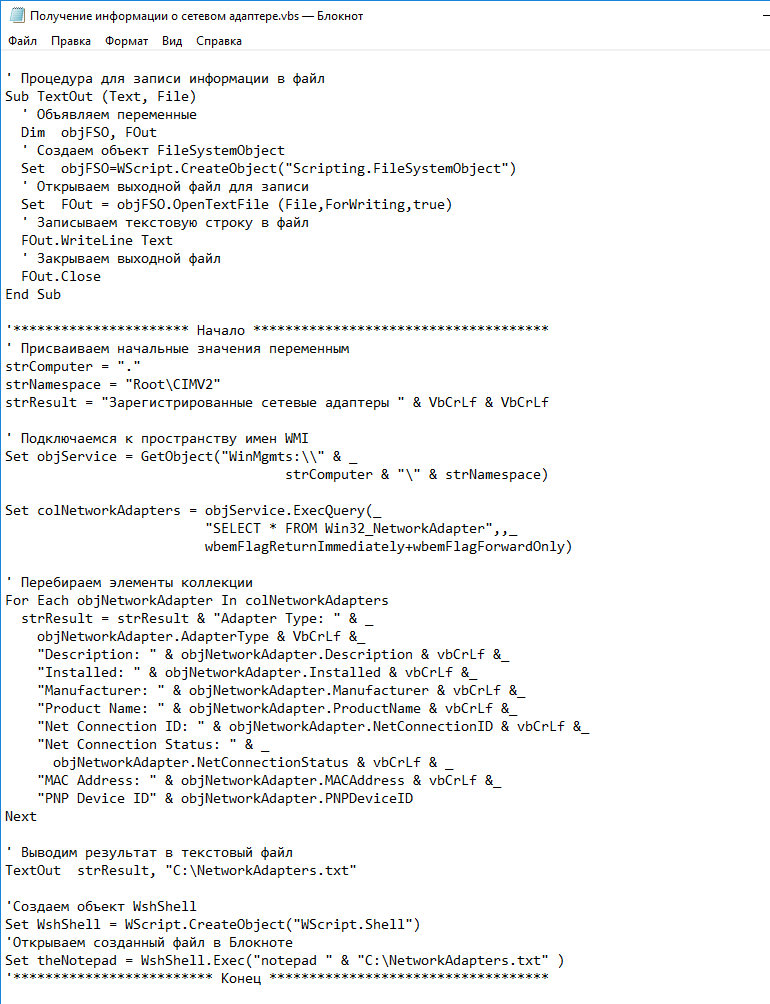 Получение информации о сетевом адаптере.vbs — Блокнот
Файл Правка Формат Вид Справка
' Процедура для записи информации в файл
Sub TextOut (Text, File)
  ' Объявляем переменные
  Dim  objFSO, FOut
  ' Создаем объект FileSystemObject
  Set  objFSO=WScript.CreateObject("Scripting.FileSystemObject")
  ' Открываем выходной файл для записи
  Set  FOut = objFSO.OpenTextFile (File,ForWriting,true)
  ' Записываем текстовую строку в файл
  FOut.WriteLine Text
  ' Закрываем выходной файл
  FOut.Close
End Sub
'********************** Начало *************************************
' Присваиваем начальные значения переменным
strComputer = "."
strNamespace = "Root\CIMV2"
strResult = "Зарегистрированные сетевые адаптеры " & VbCrLf & VbCrLf
' Подключаемся к пространству имен WMI
Set objService = GetObject("WinMgmts:\\" & _
                                   strComputer & "\" & strNamespace)
Set colNetworkAdapters = objService.ExecQuery(_
                         "SELECT * FROM Win32_NetworkAdapter",,_
                         wbemFlagReturnImmediately+wbemFlagForwardOnly)
' Перебираем элементы коллекции
For Each objNetworkAdapter In colNetworkAdapters
  strResult = strResult & "Adapter Type: " & _
    objNetworkAdapter.AdapterType & VbCrLf &_
    "Description: " & objNetworkAdapter.Description & vbCrLf &_
    "Installed: " & objNetworkAdapter.Installed & vbCrLf &_
    "Manufacturer: " & objNetworkAdapter.Manufacturer & vbCrLf &_
    "Product Name: " & objNetworkAdapter.ProductName & vbCrLf &_
    "Net Connection ID: " & objNetworkAdapter.NetConnectionID & vbCrLf &_
    "Net Connection Status: " & _
      objNetworkAdapter.NetConnectionStatus & vbCrLf & _
    "MAC Address: " & objNetworkAdapter.MACAddress & vbCrLf &_
    "PNP Device ID" & objNetworkAdapter.PNPDeviceID
Next
' Выводим результат в текстовый файл
TextOut  strResult, "C:\NetworkAdapters.txt"
'Создаем объект WshShell
Set WshShell = WScript.CreateObject("WScript.Shell")
'Открываем созданный файл в Блокноте
Set theNotepad = WshShell.Exec("notepad " & "C:\NetworkAdapters.txt" )
'************************* Конец ***********************************